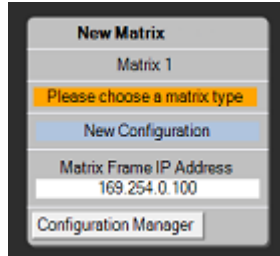 New Matrix
Matrix 1
Please choose a matrix type
New Configuration
Matrix Frame IP Address
169.254.0.100
Configuration Manager